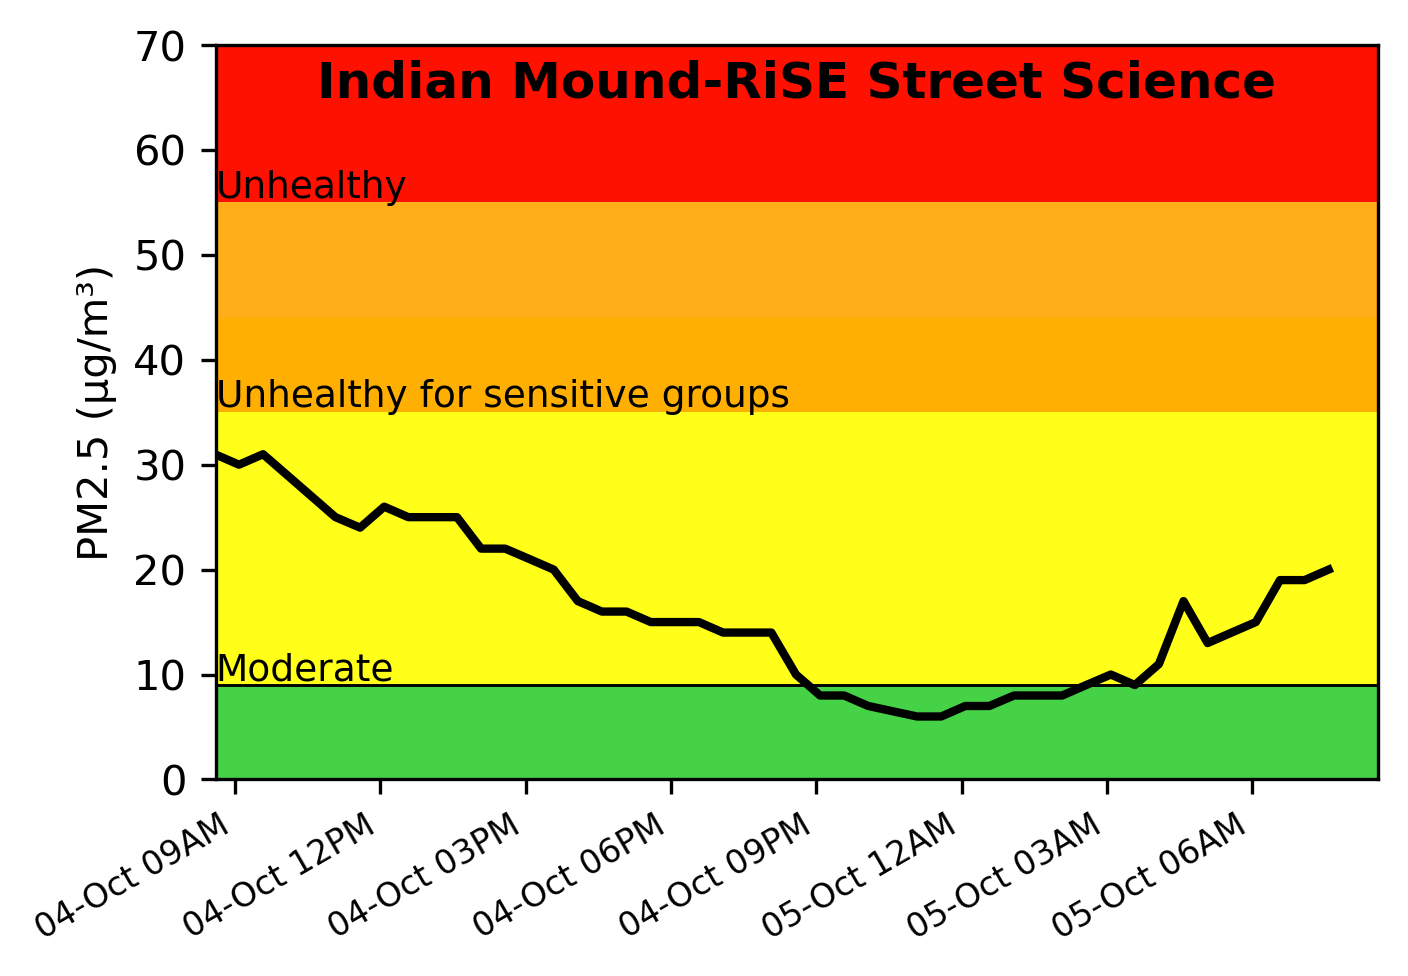 Indian Mound-RiSE Street Science
70
60
Unhealthy
50
40
Unhealthy for sensitive groups
30
20
10
Moderate
0
PM2.5 (µg/m³)
04-Oct 09AM
04-Oct 12PM
04-Oct 03PM
04-Oct 06PM
04-Oct 09PM
05-Oct 12AM
05-Oct 03AM
05-Oct 06AM